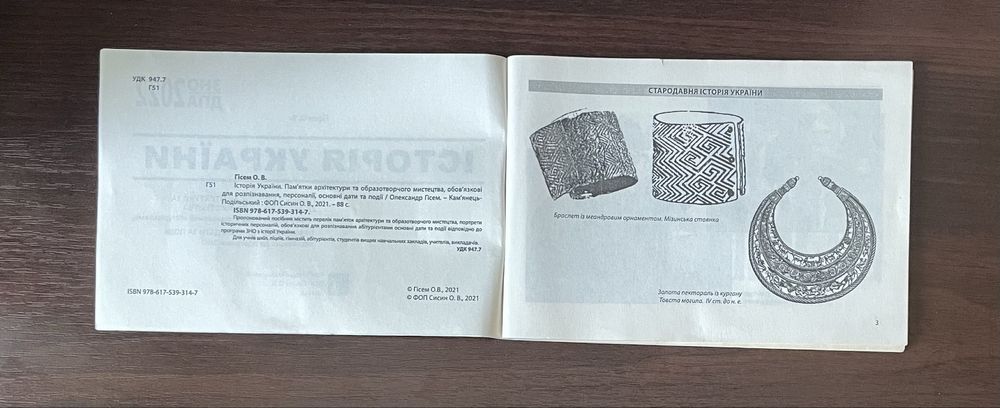 УДК 947.7
Г51
Гісем О. В.
Г51 Історія України. Пам'ятки архітектури та образотворчого мистецтва, обов'язкові
для розпізнавання, персоналії, основні дати та події / Олександр Гісем. – Кам'янець-
Подільський : ФОП Сисин О. В., 2021. – 88 с.
ISBN 978-617-539-314-7.
Пропонований посібник містить перелік пам'яток архітектури та образотворчого мистецтва, портрети
історичних персоналій, обов'язкові для розпізнавання абітурієнтами основні дати та події відповідно до
програми ЗНО з історії України.
Для учнів шкіл, ліцеїв, гімназій, абітурієнтів, студентів вищих навчальних закладів, учителів, викладачів.
УДК 947.7
ISBN 978-617-539-314-7
© Гісем О.В., 2021
© ФОП Сисин О. В., 2021
СТАРОДАВНЯ ІСТОРІЯ УКРАЇНИ
Браслет із меандровим орнаментом. Мізинська стоянка
Золота пектораль із кургану
Товста могила. IV ст. до н. е.
3